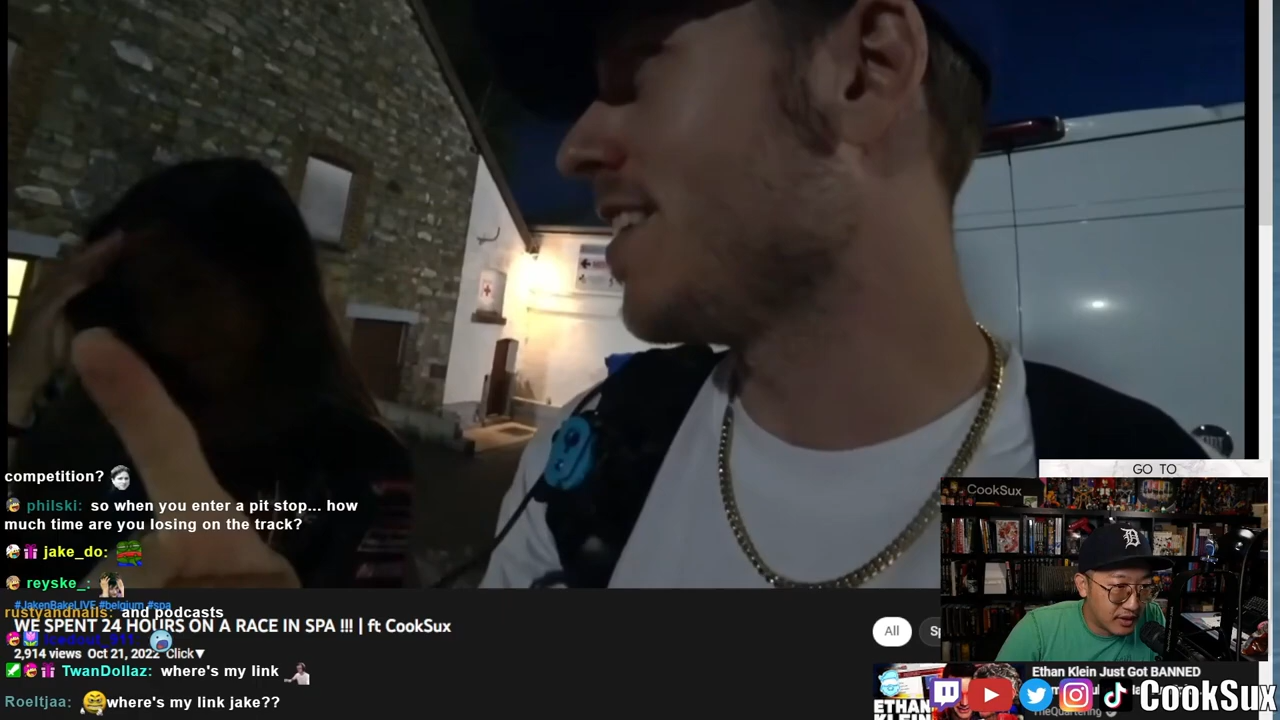 competition?
philski: so when you enter a pit stop... how
much time are you losing on the track?
jake_do:
reyske_:
#JakenBakeLIVE #belgium #spa
rustyandnails: and podcasts
WE SPENT 24 HOURS ON A RACE IN SPA !!! | ft CookSux
2,914 views Oct 21, 2022 Click▼
TwanDollaz: where's my link
Roeltjaa: where's my link jake??
All
GO TO
CookSux
Ethan Klein Just Got BANNED
TheQuartering
ETHAN
KLEIN
CookSux